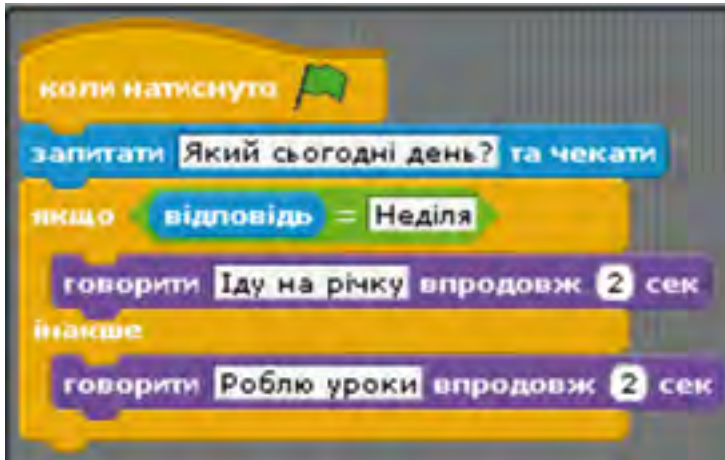 коли натиснуто
запитати Який сьогодні день? та чекати
якщо відповідь = Неділя
говорити Іду на річку впродовж 2 сек
інакше
говорити Роблю уроки впродовж 2 сек